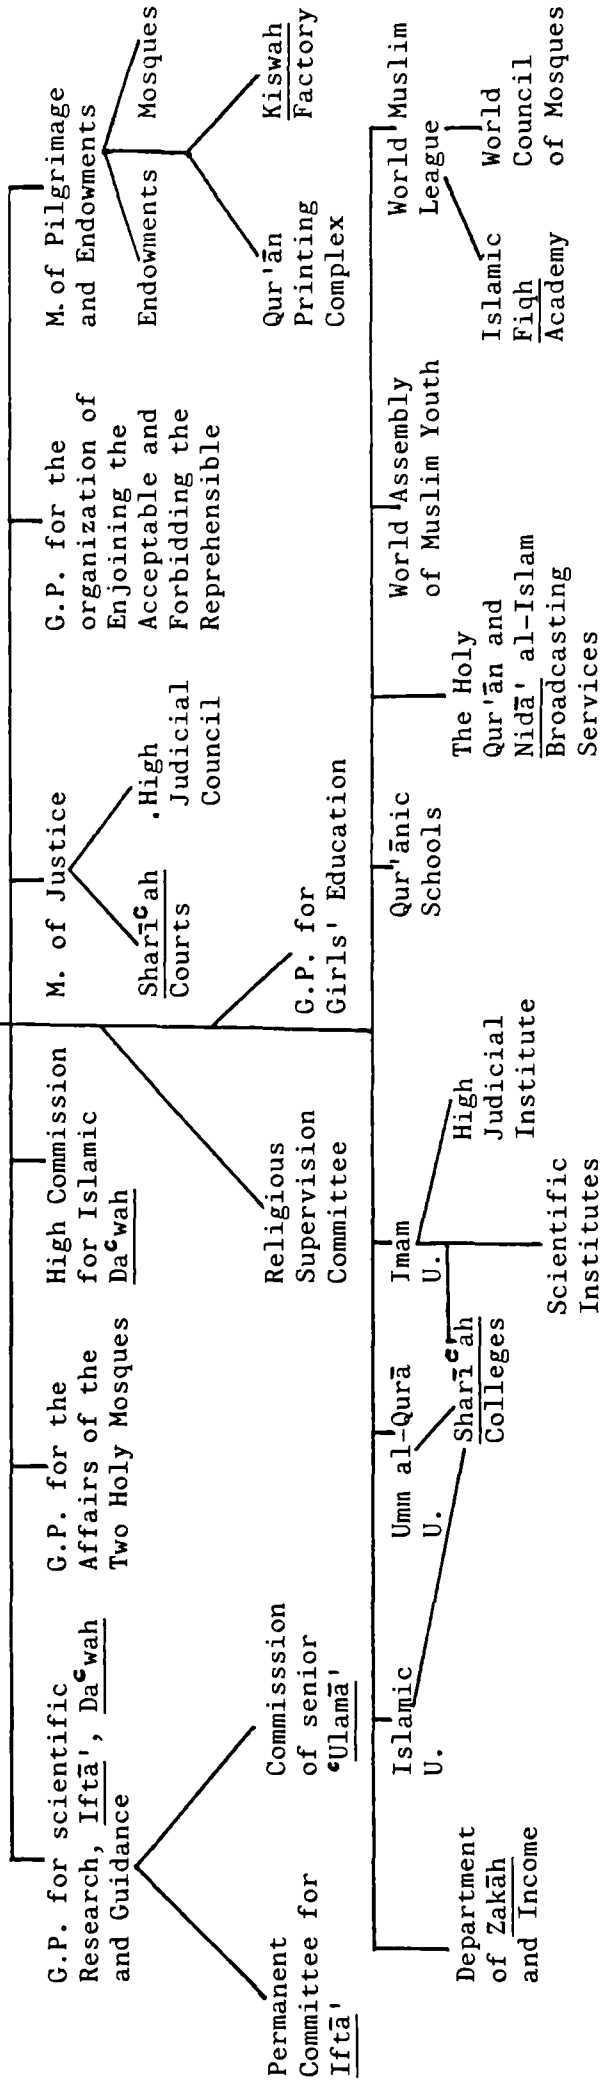 G.P. for scientific
Research, Iftā', Daᶜwah
and Guidance
Permanent
Committee for
Iftā'
Commisssion
of senior
ᶜUlamā'
G.P. for the
Affairs of the
Two Holy Mosques
High Commission
for Islamic
Daᶜwah
M. of Justice
Sharīᶜah
Courts
.High
Judicial
Council
G.P. for the
organization of
Enjoining the
Acceptable and
Forbidding the
Reprehensible
M. of Pilgrimage
and Endowments
Endowments
Mosques
Qur'ān
Printing
Complex
Kiswah
Factory
Religious
Supervision
Committee
G.P. for
Girls' Education
Department
of Zakāh
and Income
Islamic
U.
Umm al-Qurā
U.
Imam
U.
Sharīᶜah
Colleges
High
Judicial
Institute
Scientific
Institutes
Qur'ānic
Schools
The Holy
Qur'ān and
Nidā' al-Islam
Broadcasting
Services
World Assembly
of Muslim Youth
World Muslim
League
Islamic
Fiqh
Academy
World
Council
of Mosques